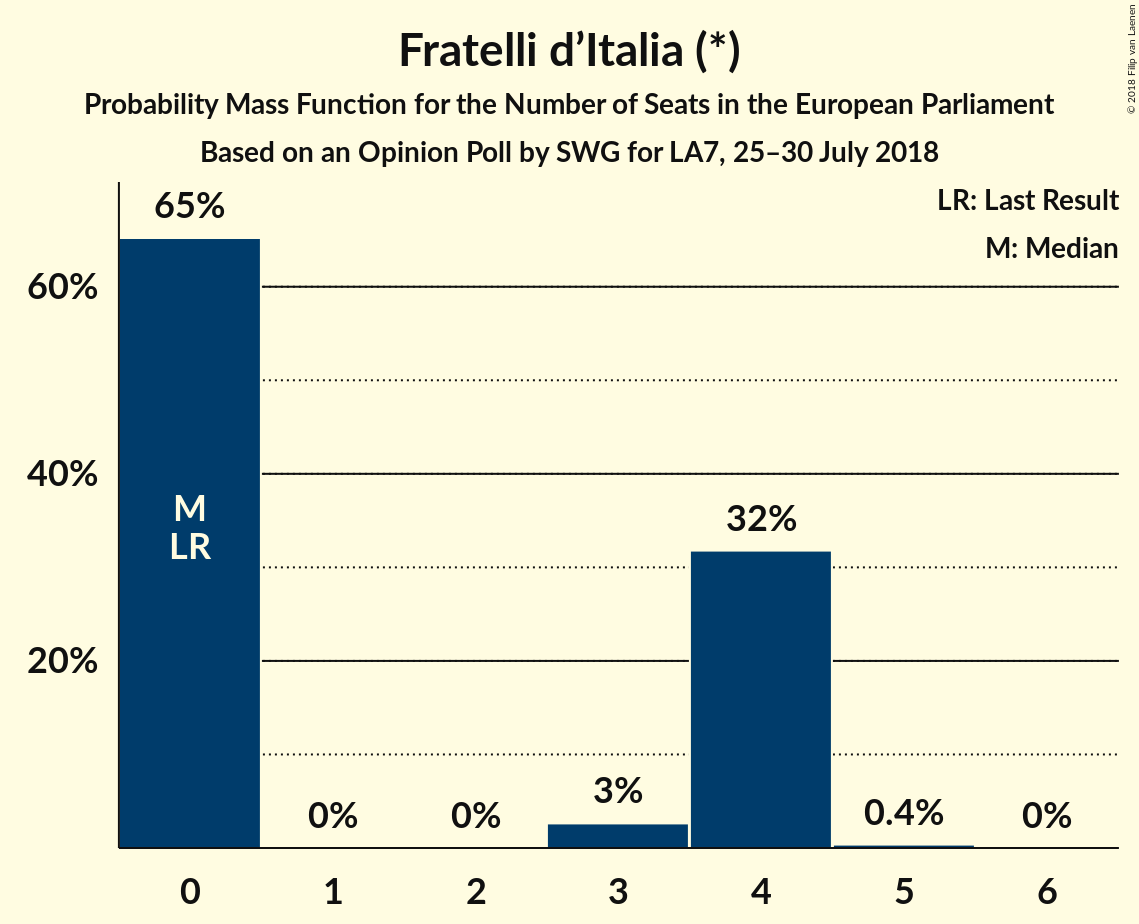 Fratelli d’Italia (*)
Probability Mass Function for the Number of Seats in the European Parliament
Based on an Opinion Poll by SWG for LA7, 25–30 July 2018
© 2018 Filip van Laenen
LR: Last Result
M: Median
65%
60%
40%
20%
M
LR
0%
0%
3%
32%
0.4%
0%
0
1
2
3
4
5
6